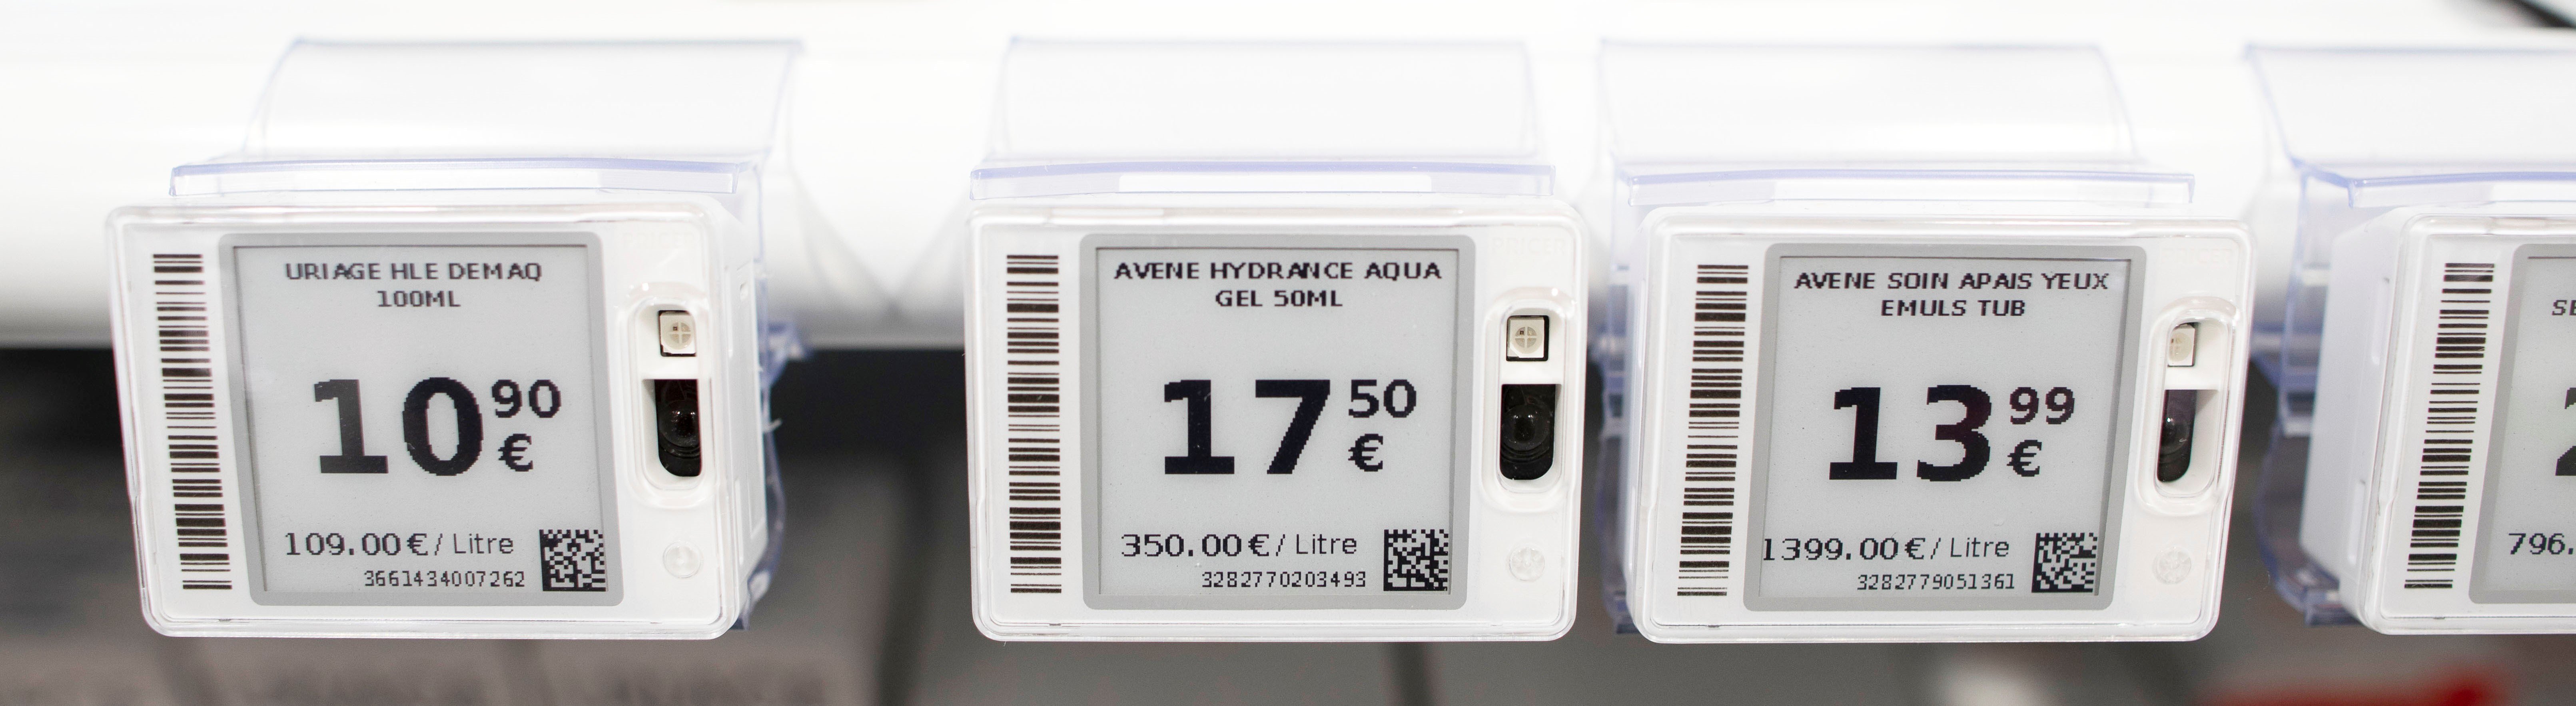 URIAGE HLE DEMAQ
100ML
10 90
€
109.00 € / Litre
3661434007262
AVENE HYDRANCE AQUA
GEL 50ML
17 50
€
350.00 € / Litre
3282770203493
AVENE SOIN APAIS YEUX
EMULS TUB
13 99
€
1399.00 € / Litre
3282779051361
796.